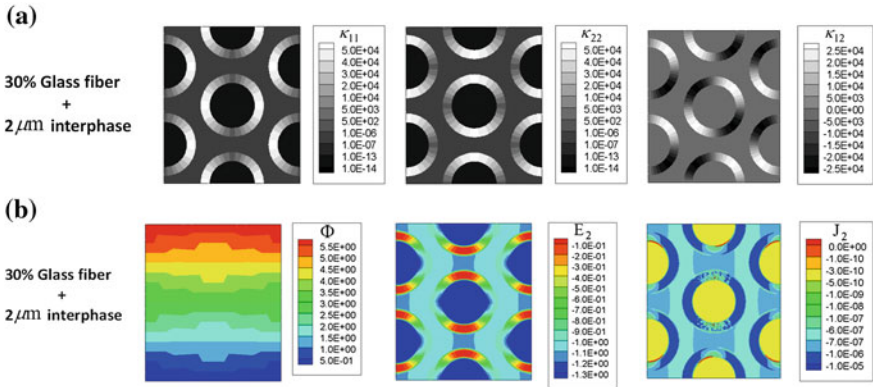 (a)
30% Glass fiber
+
2μm interphase
κ11
5.0E+04
4.0E+04
3.0E+04
2.0E+04
1.0E+04
5.0E+03
5.0E+02
1.0E-06
1.0E-07
1.0E-13
1.0E-14
κ22
5.0E+04
4.0E+04
3.0E+04
2.0E+04
1.0E+04
5.0E+03
5.0E+02
1.0E-06
1.0E-07
1.0E-13
1.0E-14
κ12
2.5E+04
2.0E+04
1.5E+04
1.0E+04
1.0E+03
0.0E+00
-1.0E+03
-1.0E+04
-1.5E+04
-2.0E+04
-2.5E+04
(b)
30% Glass fiber
+
2μm interphase
Φ
5.5E+00
5.0E+00
4.5E+00
4.0E+00
3.5E+00
3.0E+00
2.5E+00
2.0E+00
1.5E+00
1.0E+00
5.0E-01
E2
-1.0E-01
-2.0E-01
-3.0E-01
-4.0E-01
-5.0E-01
-6.0E-01
-7.0E-01
-8.0E-01
-9.0E-01
-1.0E+00
-1.1E+00
-1.2E+00
-1.3E+00
J2
0.0E+00
-1.0E-10
-2.0E-10
-5.0E-10
-1.0E-09
-1.0E-08
-1.0E-07
-6.0E-07
-7.0E-07
-1.0E-06
-1.0E-05